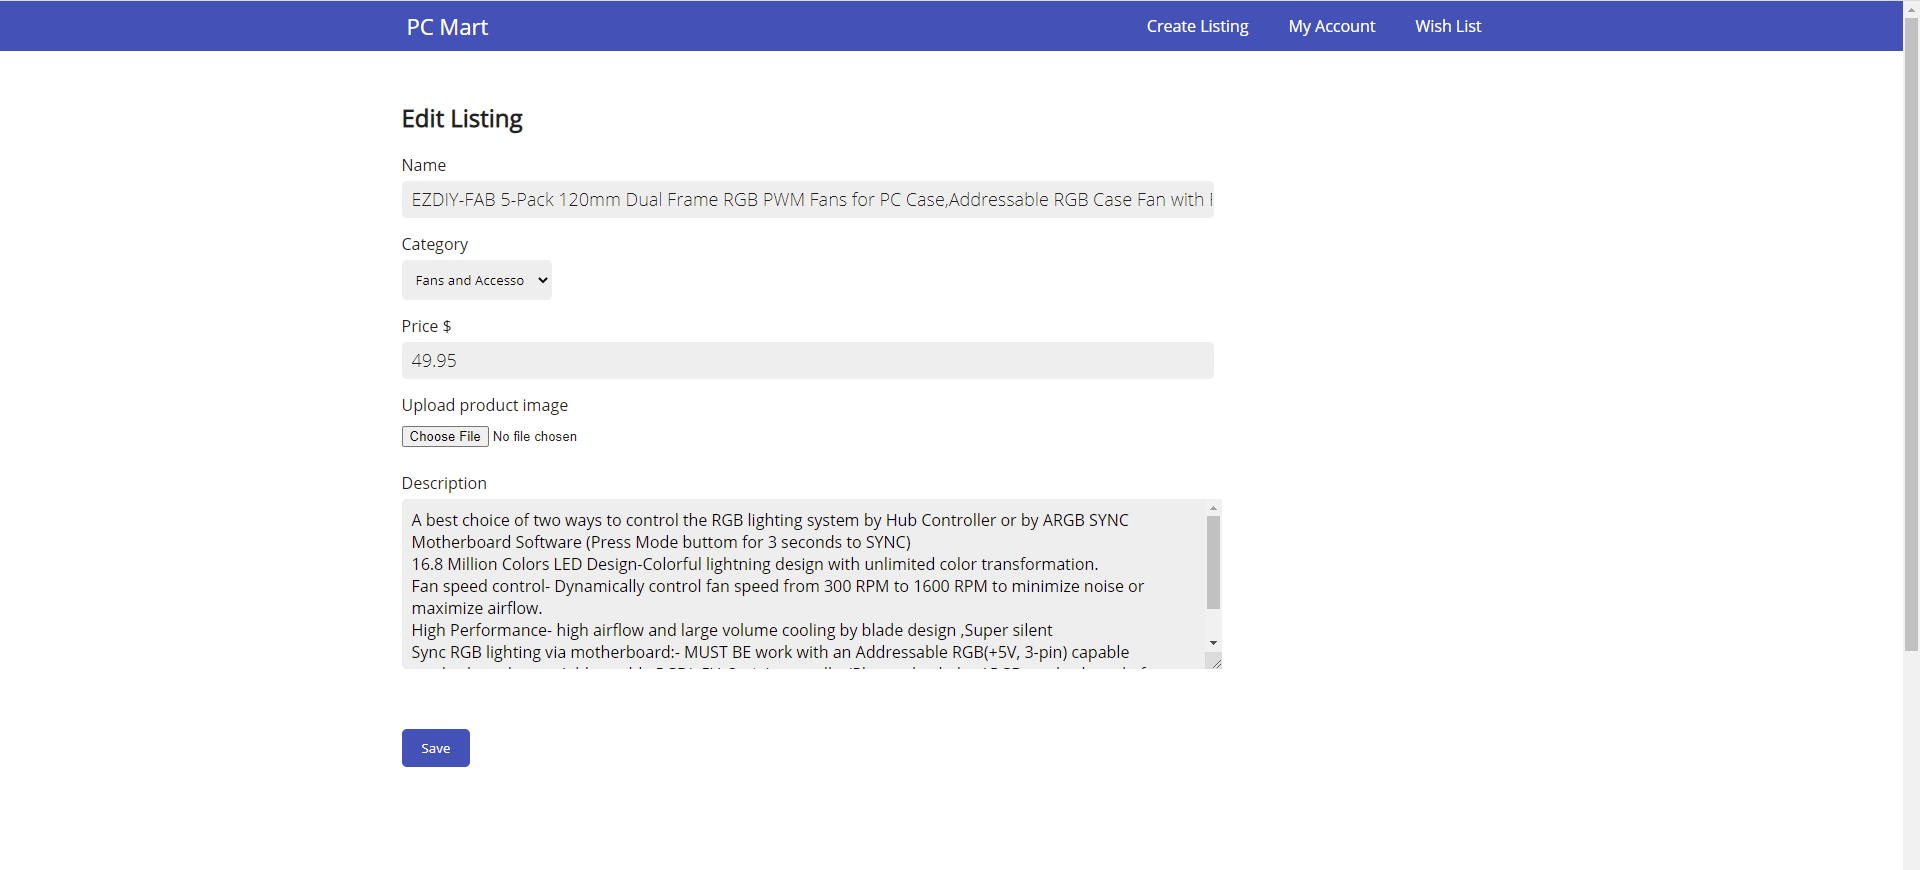 PC Mart
Create Listing
My Account
Wish List
Edit Listing
Name
EZDIY-FAB 5-Pack 120mm Dual Frame RGB PWM Fans for PC Case,Addressable RGB Case Fan with
Category
Fans and Accesso
Price $
49.95
Upload product image
Choose File No file chosen
Description
A best choice of two ways to control the RGB lighting system by Hub Controller or by ARGB SYNC
Motherboard Software (Press Mode buttom for 3 seconds to SYNC)
16.8 Million Colors LED Design-Colorful lightning design with unlimited color transformation.
Fan speed control- Dynamically control fan speed from 300 RPM to 1600 RPM to minimize noise or
maximize airflow.
High Performance- high airflow and large volume cooling by blade design ,Super silent
Sync RGB lighting via motherboard:- MUST BE work with an Addressable RGB(+5V, 3-pin) capable
Save